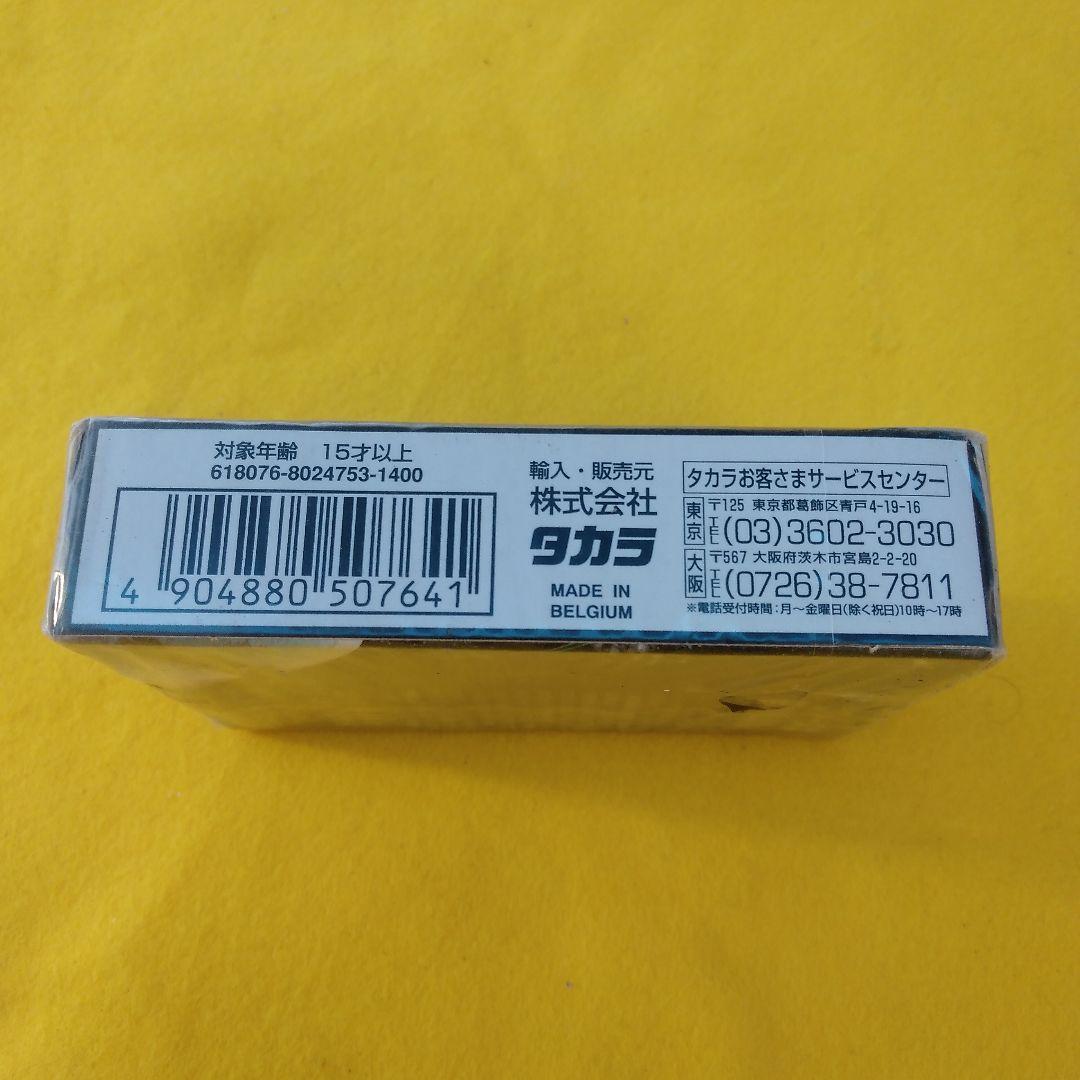 対象年齢 15才以上
618076-8024753-1400
4 904880 507641
輸入・販売元
株式会社
タカラ
MADE IN
BELGIUM
タカラお客さまサービスセンター
東京 〒125 東京都葛飾区青戸4-19-16
TEL (03)3602-3030
大阪 〒567 大阪府茨木市宮島2-2-20
TEL (0726)38-7811
※電話受付時間:月〜金曜日(除く祝日)10時〜17時